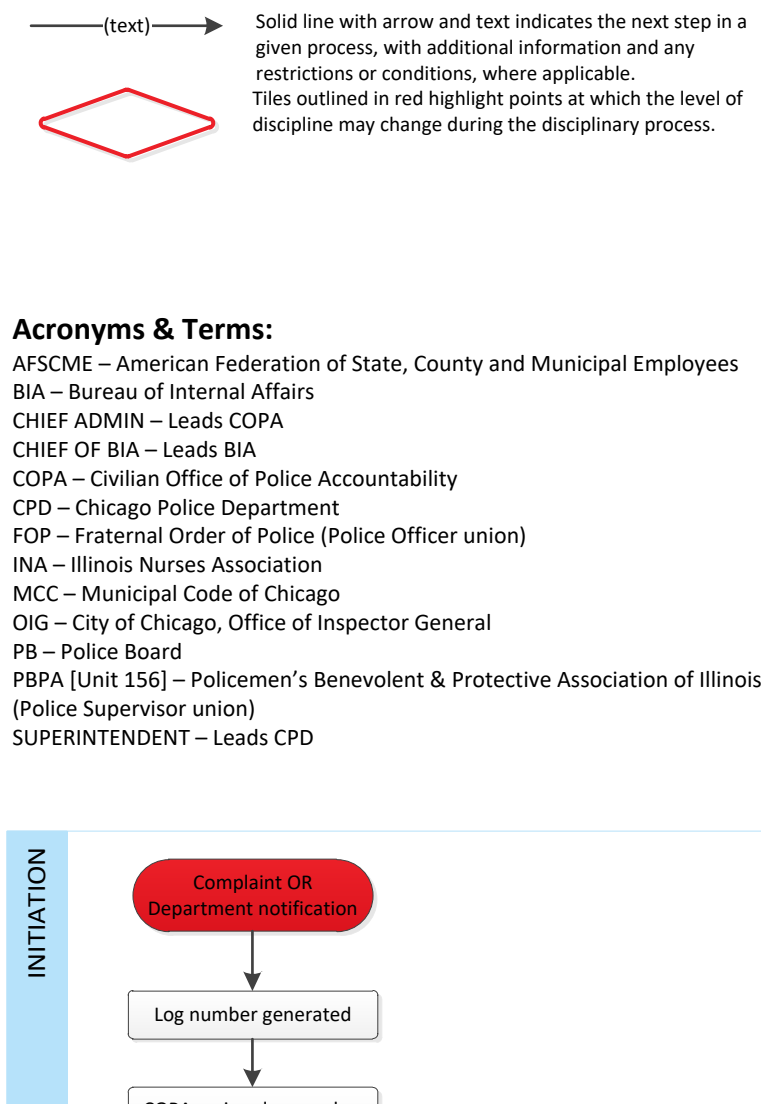 (text)
Solid line with arrow and text indicates the next step in a
given process, with additional information and any
restrictions or conditions, where applicable.
Tiles outlined in red highlight points at which the level of
discipline may change during the disciplinary process.
Acronyms & Terms:
AFSCME – American Federation of State, County and Municipal Employees
BIA – Bureau of Internal Affairs
CHIEF ADMIN – Leads COPA
CHIEF OF BIA – Leads BIA
COPA – Civilian Office of Police Accountability
CPD – Chicago Police Department
FOP – Fraternal Order of Police (Police Officer union)
INA – Illinois Nurses Association
MCC – Municipal Code of Chicago
OIG – City of Chicago, Office of Inspector General
PB – Police Board
PBPA [Unit 156] – Policemen’s Benevolent & Protective Association of Illinois
(Police Supervisor union)
SUPERINTENDENT – Leads CPD
INITIATION
Complaint OR
Department notification
Log number generated